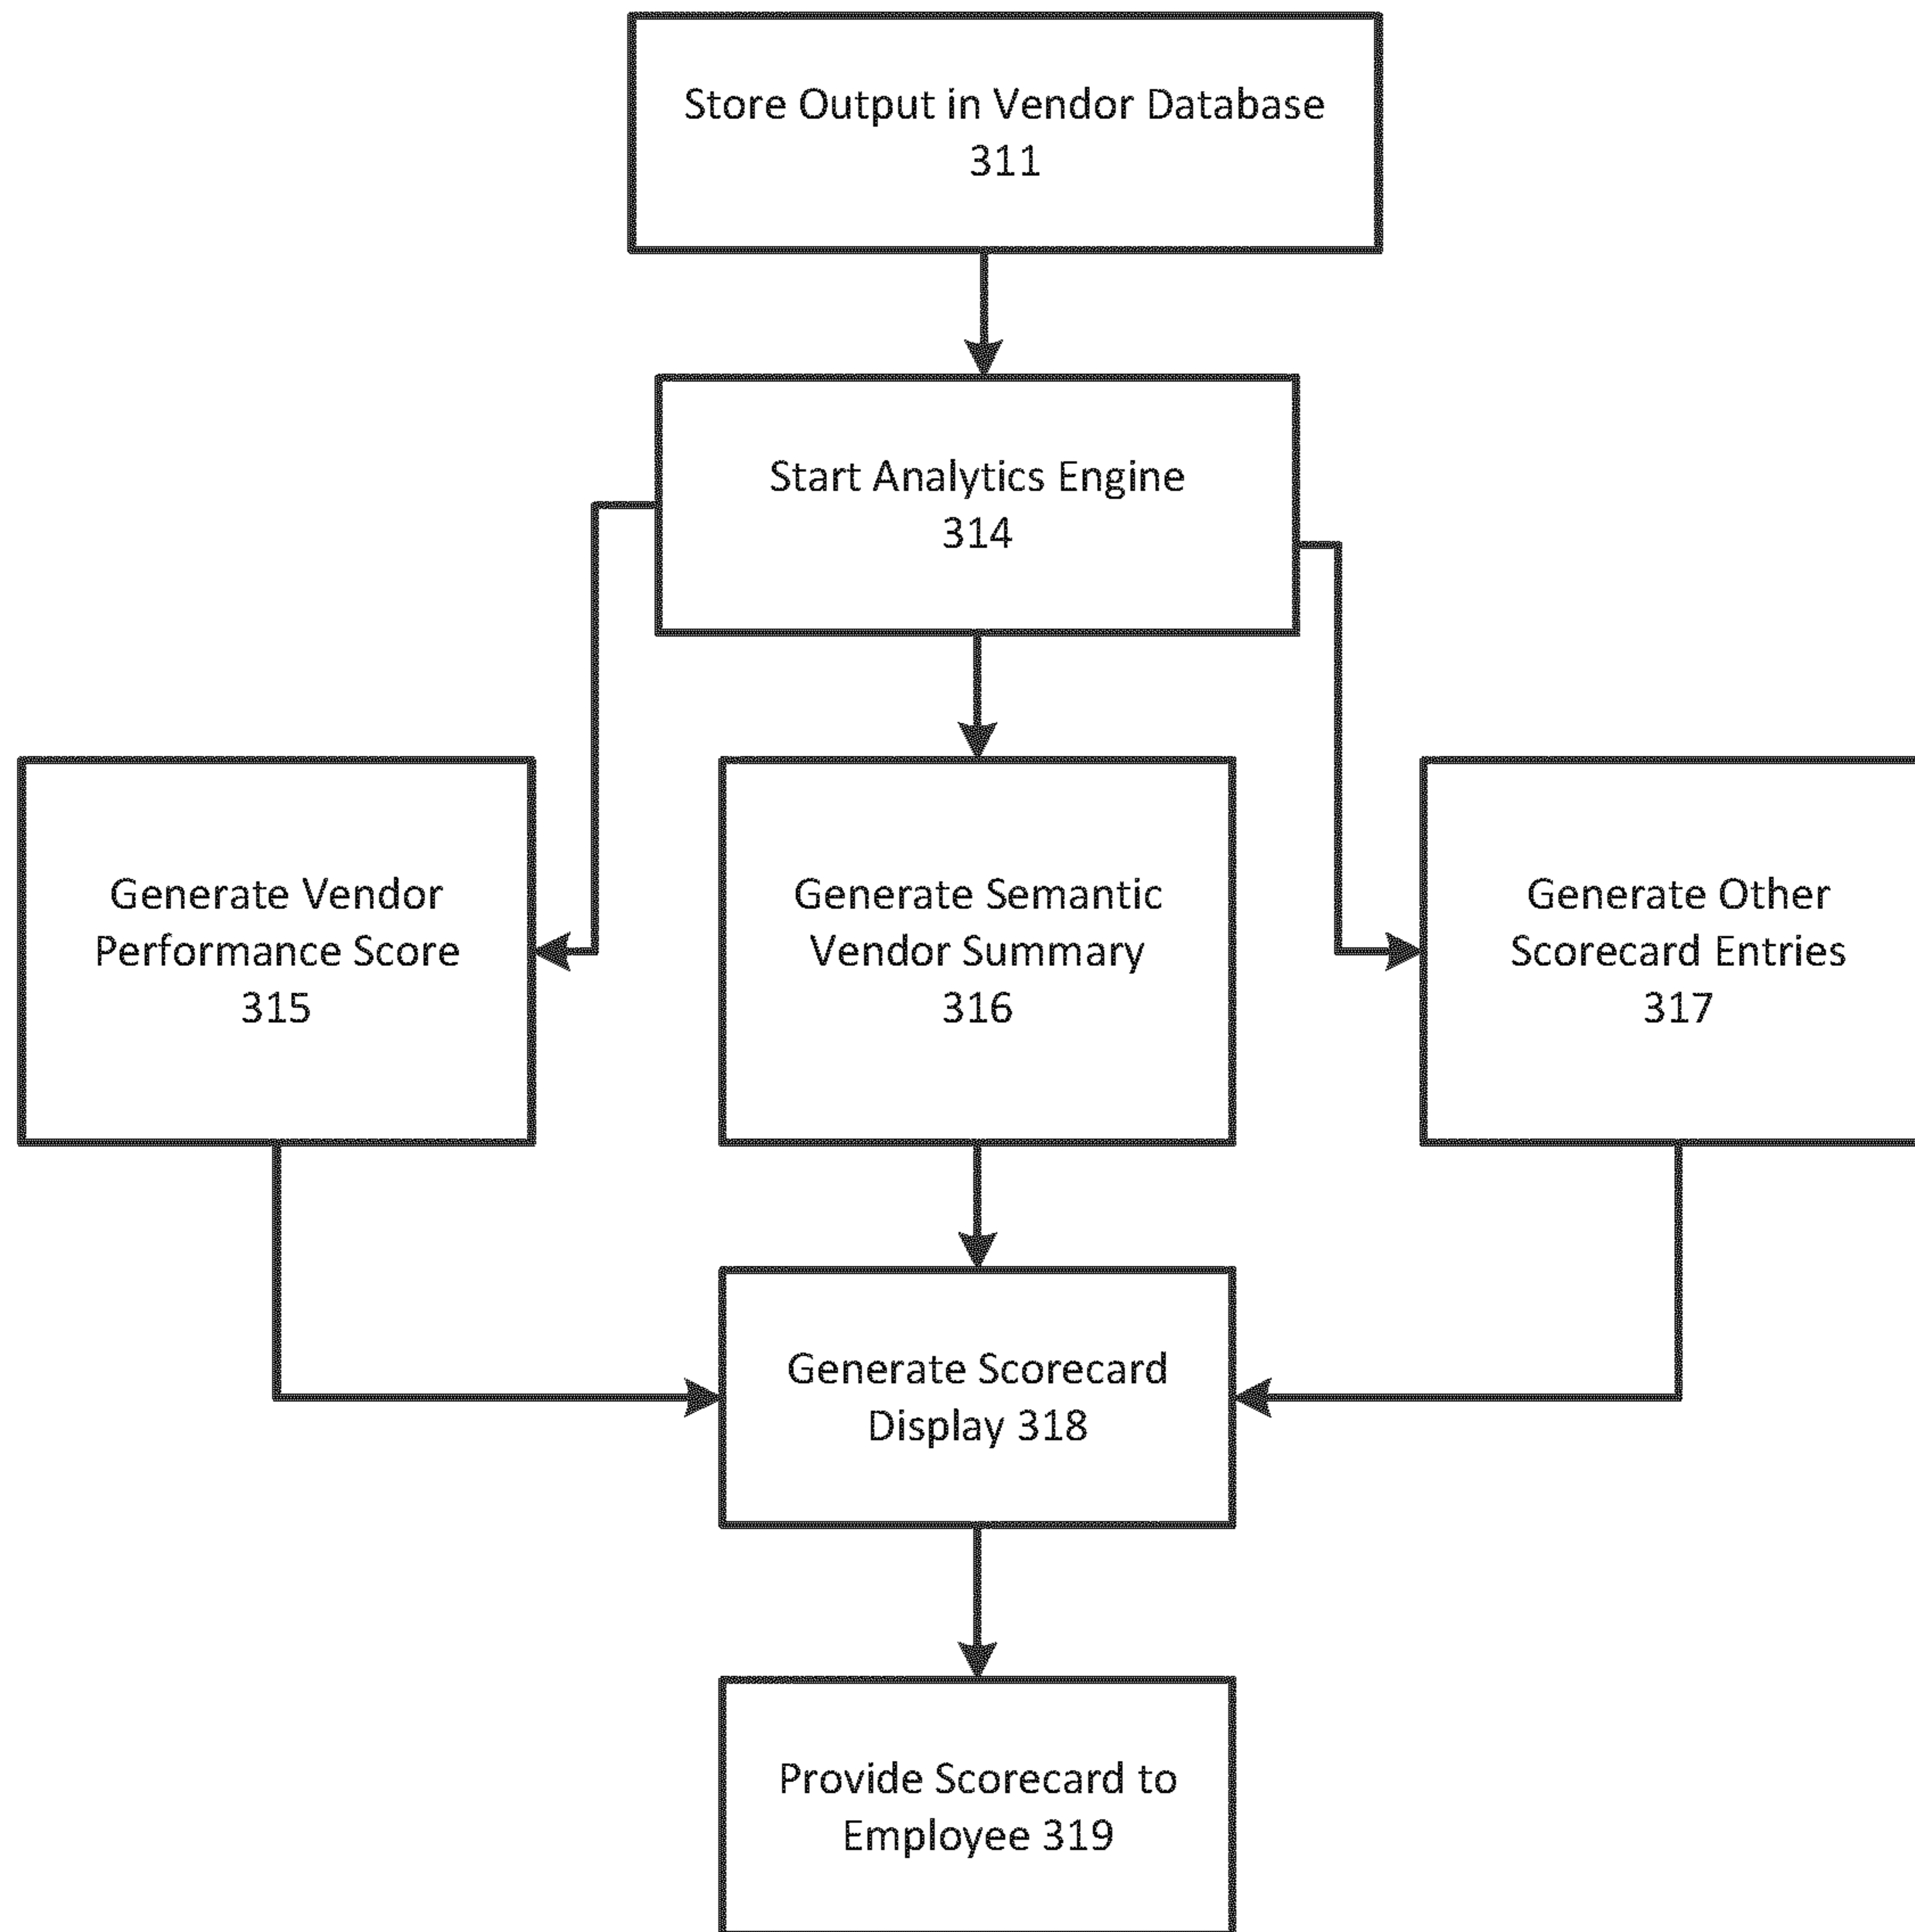 Store Output in Vendor Database
311
Start Analytics Engine
314
Generate Vendor
Performance Score
315
Generate Semantic
Vendor Summary
316
Generate Other
Scorecard Entries
317
Generate Scorecard
Display 318
Provide Scorecard to
Employee 319